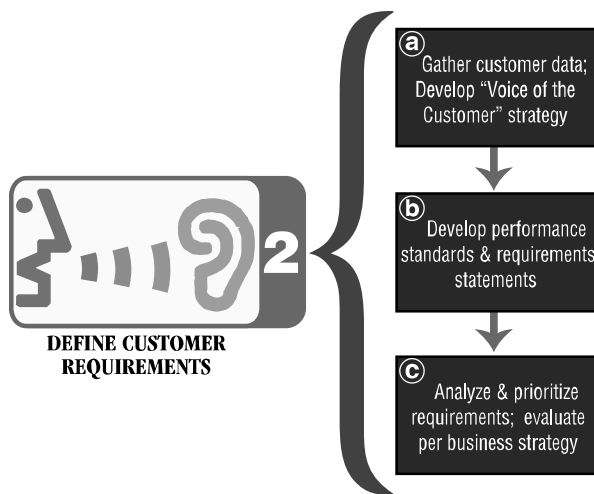 2
DEFINE CUSTOMER
REQUIREMENTS
a
Gather customer data;
Develop “Voice of the
Customer” strategy
b
Develop performance
standards & requirements
statements
c
Analyze & prioritize
requirements; evaluate
per business strategy